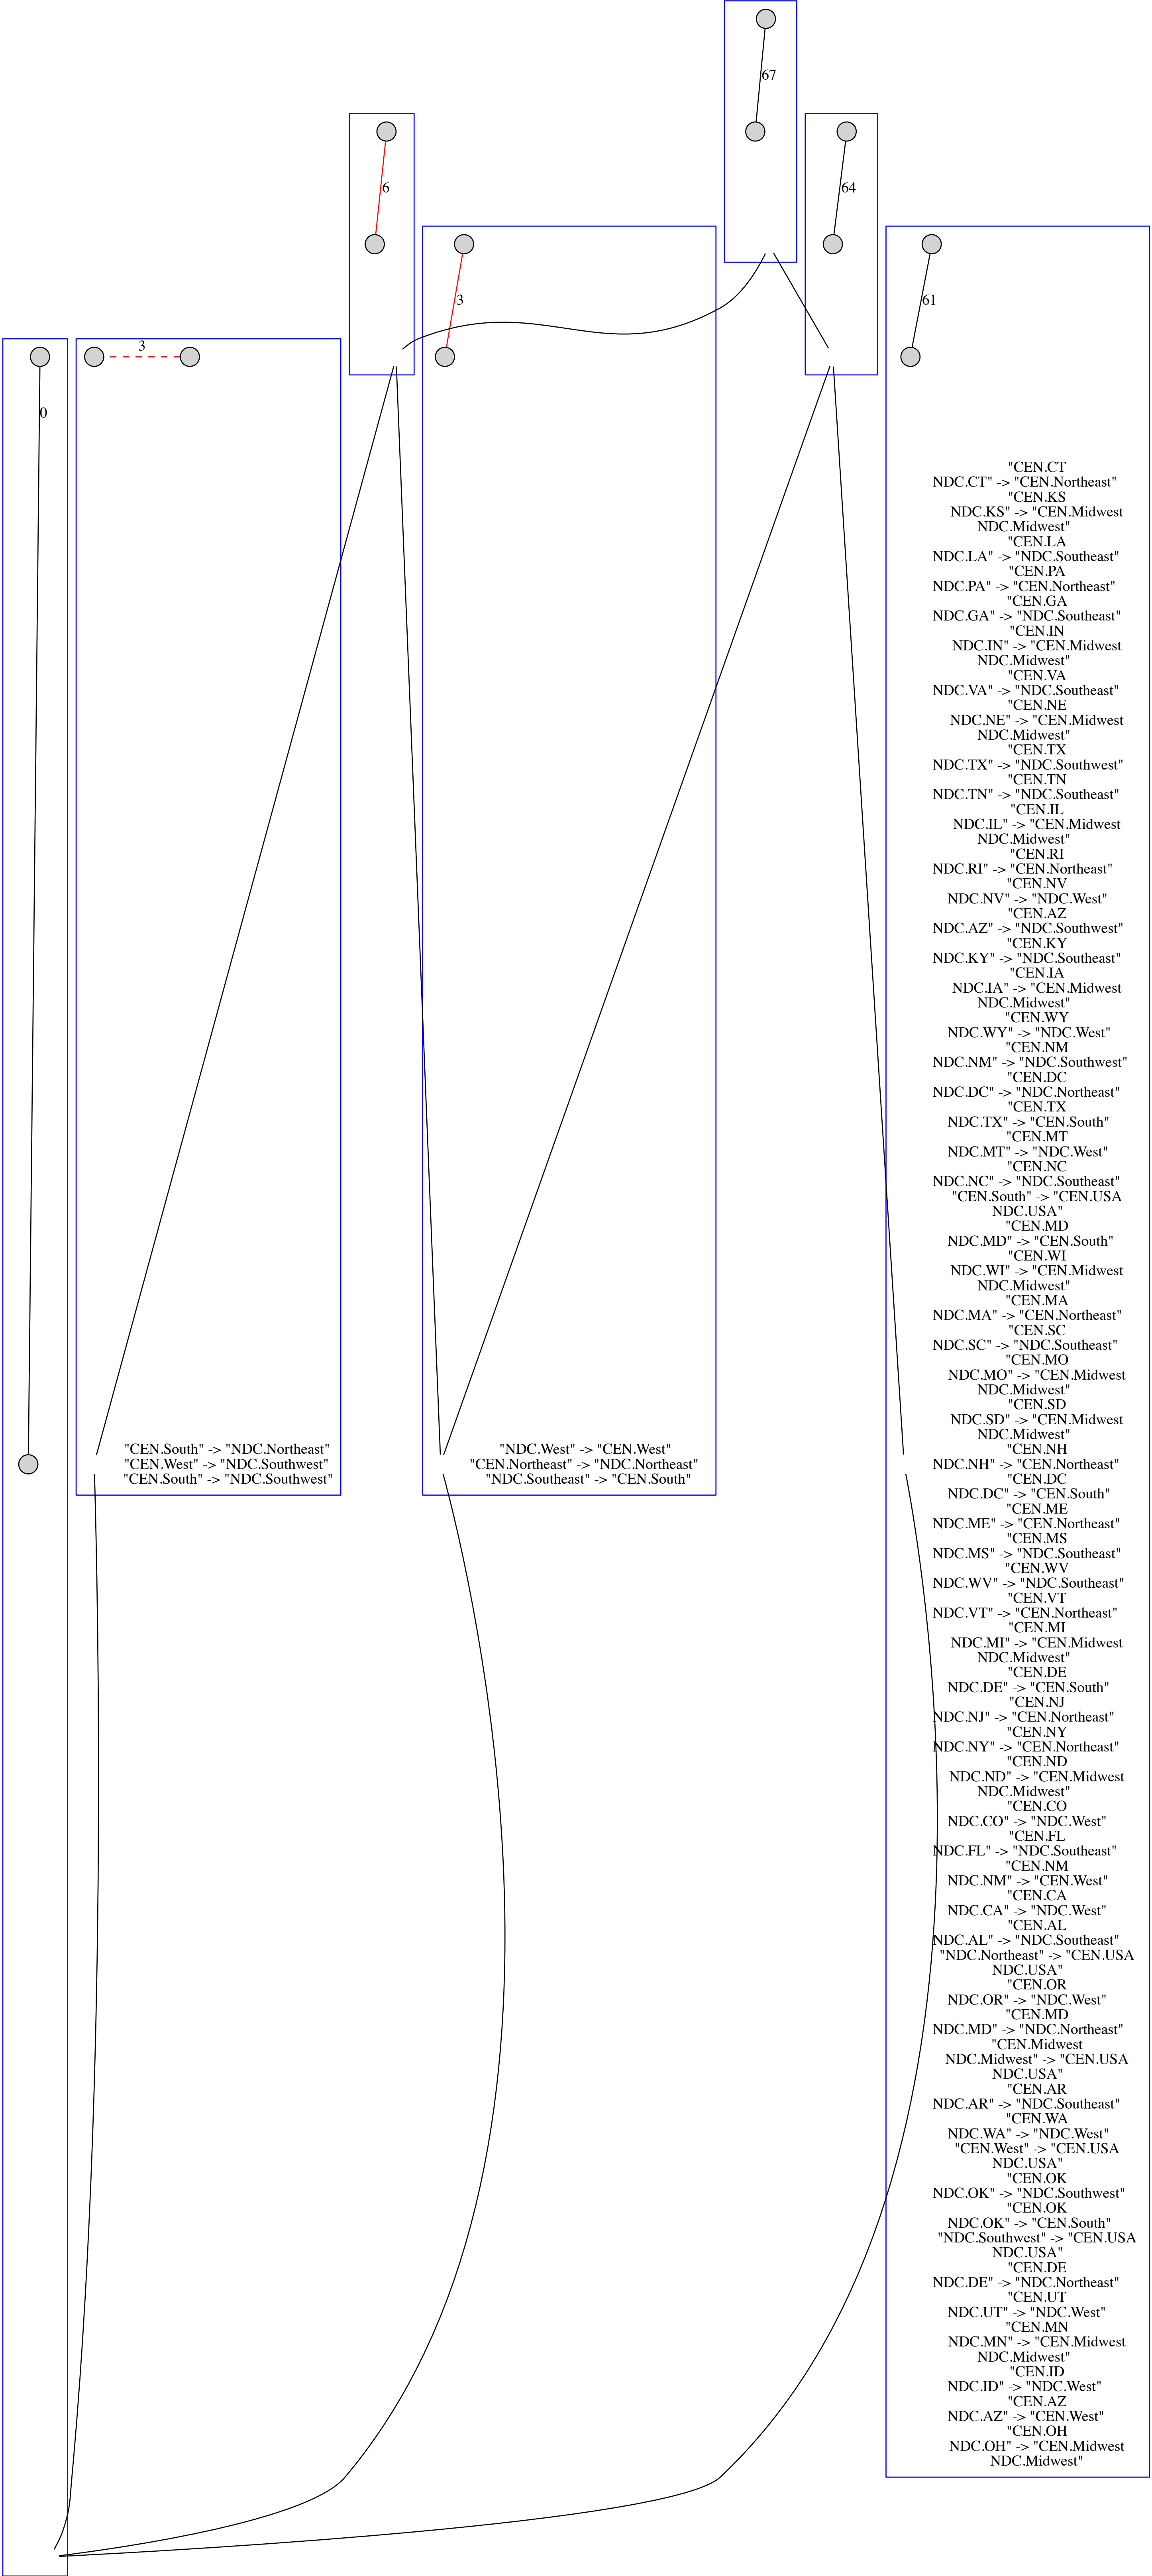 67
6
64
3
61
3
0
"CEN.South" -> "NDC.Northeast"
"CEN.West" -> "NDC.Southwest"
"CEN.South" -> "NDC.Southwest"
"NDC.West" -> "CEN.West"
"CEN.Northeast" -> "NDC.Northeast"
"NDC.Southeast" -> "CEN.South"
"CEN.CT
NDC.CT" -> "CEN.Northeast"
"CEN.KS
NDC.KS" -> "CEN.Midwest
NDC.Midwest"
"CEN.LA
NDC.LA" -> "NDC.Southeast"
"CEN.PA
NDC.PA" -> "CEN.Northeast"
"CEN.GA
NDC.GA" -> "NDC.Southeast"
"CEN.IN
NDC.IN" -> "CEN.Midwest
NDC.Midwest"
"CEN.VA
NDC.VA" -> "NDC.Southeast"
"CEN.NE
NDC.NE" -> "CEN.Midwest
NDC.Midwest"
"CEN.TX
NDC.TX" -> "NDC.Southwest"
"CEN.TN
NDC.TN" -> "NDC.Southeast"
"CEN.IL
NDC.IL" -> "CEN.Midwest
NDC.Midwest"
"CEN.RI
NDC.RI" -> "CEN.Northeast"
"CEN.NV
NDC.NV" -> "NDC.West"
"CEN.AZ
NDC.AZ" -> "NDC.Southwest"
"CEN.KY
NDC.KY" -> "NDC.Southeast"
"CEN.IA
NDC.IA" -> "CEN.Midwest
NDC.Midwest"
"CEN.WY
NDC.WY" -> "NDC.West"
"CEN.NM
NDC.NM" -> "NDC.Southwest"
"CEN.DC
NDC.DC" -> "NDC.Northeast"
"CEN.TX
NDC.TX" -> "CEN.South"
"CEN.MT
NDC.MT" -> "NDC.West"
"CEN.NC
NDC.NC" -> "NDC.Southeast"
"CEN.South" -> "CEN.USA
NDC.USA"
"CEN.MD
NDC.MD" -> "CEN.South"
"CEN.WI
NDC.WI" -> "CEN.Midwest
NDC.Midwest"
"CEN.MA
NDC.MA" -> "CEN.Northeast"
"CEN.SC
NDC.SC" -> "NDC.Southeast"
"CEN.MO
NDC.MO" -> "CEN.Midwest
NDC.Midwest"
"CEN.SD
NDC.SD" -> "CEN.Midwest
NDC.Midwest"
"CEN.NH
NDC.NH" -> "CEN.Northeast"
"CEN.DC
NDC.DC" -> "CEN.South"
"CEN.ME
NDC.ME" -> "CEN.Northeast"
"CEN.MS
NDC.MS" -> "NDC.Southeast"
"CEN.WV
NDC.WV" -> "NDC.Southeast"
"CEN.VT
NDC.VT" -> "CEN.Northeast"
"CEN.MI
NDC.MI" -> "CEN.Midwest
NDC.Midwest"
"CEN.DE
NDC.DE" -> "CEN.South"
"CEN.NJ
NDC.NJ" -> "CEN.Northeast"
"CEN.NY
NDC.NY" -> "CEN.Northeast"
"CEN.ND
NDC.ND" -> "CEN.Midwest
NDC.Midwest"
"CEN.CO
NDC.CO" -> "NDC.West"
"CEN.FL
NDC.FL" -> "NDC.Southeast"
"CEN.NM
NDC.NM" -> "CEN.West"
"CEN.CA
NDC.CA" -> "NDC.West"
"CEN.AL
NDC.AL" -> "NDC.Southeast"
"NDC.Northeast" -> "CEN.USA
NDC.USA"
"CEN.OR
NDC.OR" -> "NDC.West"
"CEN.MD
NDC.MD" -> "NDC.Northeast"
"CEN.Midwest
NDC.Midwest" -> "CEN.USA
NDC.USA"
"CEN.AR
NDC.AR" -> "NDC.Southeast"
"CEN.WA
NDC.WA" -> "NDC.West"
"CEN.West" -> "CEN.USA
NDC.USA"
"CEN.OK
NDC.OK" -> "NDC.Southwest"
"CEN.OK
NDC.OK" -> "CEN.South"
"NDC.Southwest" -> "CEN.USA
NDC.USA"
"CEN.DE
NDC.DE" -> "NDC.Northeast"
"CEN.UT
NDC.UT" -> "NDC.West"
"CEN.MN
NDC.MN" -> "CEN.Midwest
NDC.Midwest"
"CEN.ID
NDC.ID" -> "NDC.West"
"CEN.AZ
NDC.AZ" -> "CEN.West"
"CEN.OH
NDC.OH" -> "CEN.Midwest
NDC.Midwest"